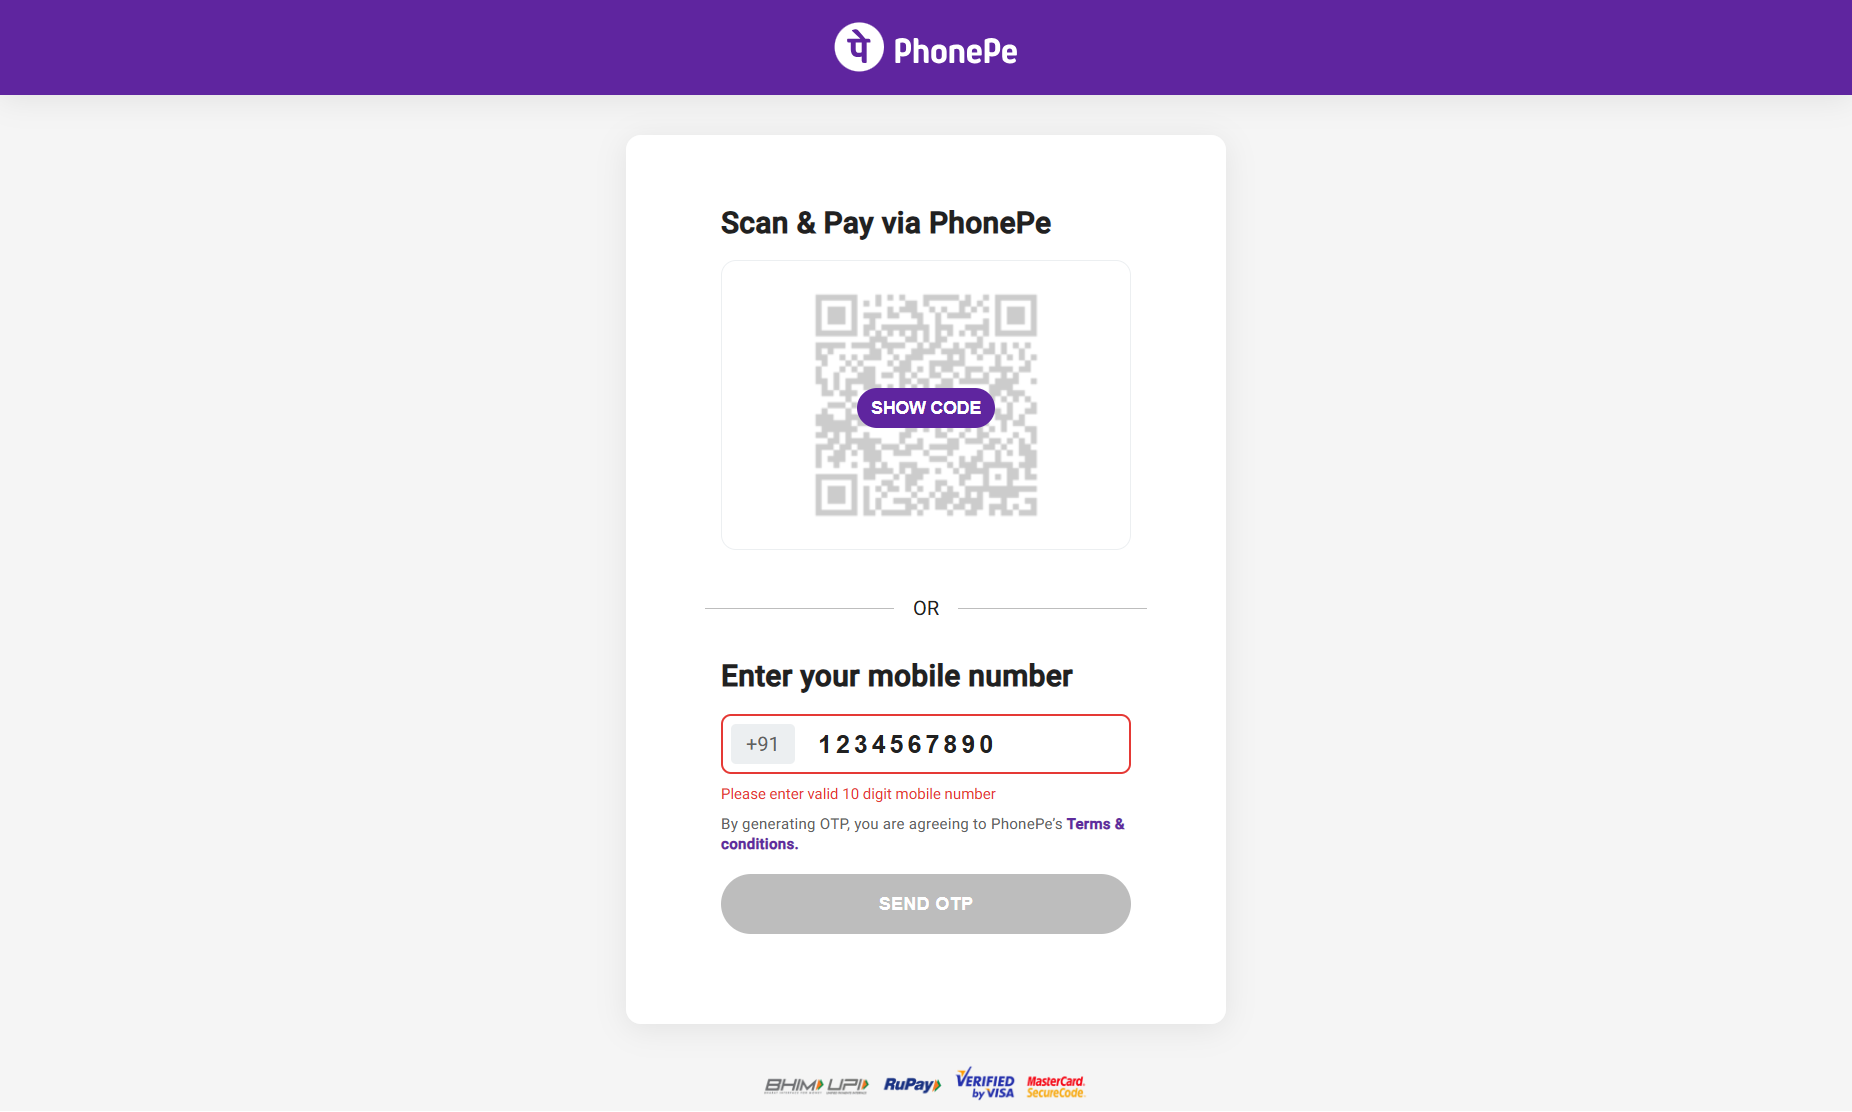 पे PhonePe
Scan & Pay via PhonePe
SHOW CODE
OR
Enter your mobile number
+91 1234567890
Please enter valid 10 digit mobile number
By generating OTP, you are agreeing to PhonePe’s Terms &
conditions.
SEND OTP
BHIM UPI RuPay VERIFIED by VISA MasterCard. SecureCode.